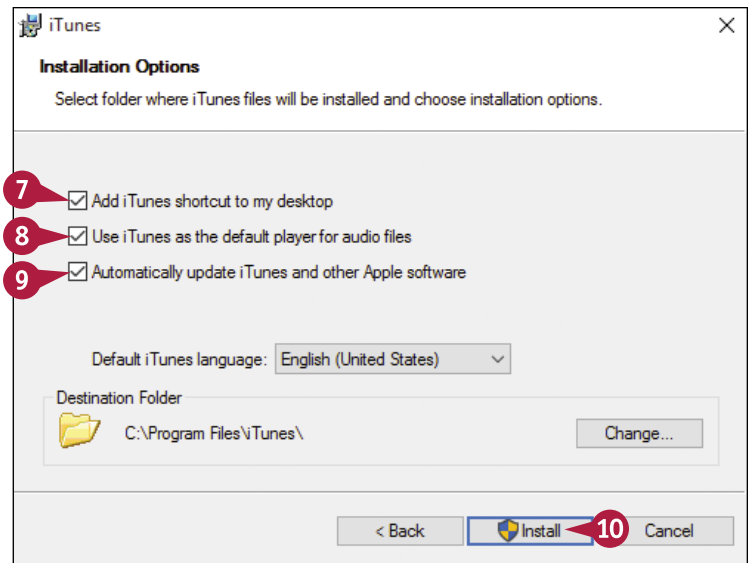 iTunes
Installation Options
Select folder where iTunes files will be installed and choose installation options.
7 Add iTunes shortcut to my desktop
8 Use iTunes as the default player for audio files
9 Automatically update iTunes and other Apple software
Default iTunes language: English (United States)
Destination Folder
C:\Program Files\iTunes\ Change...
< Back Install 10 Cancel